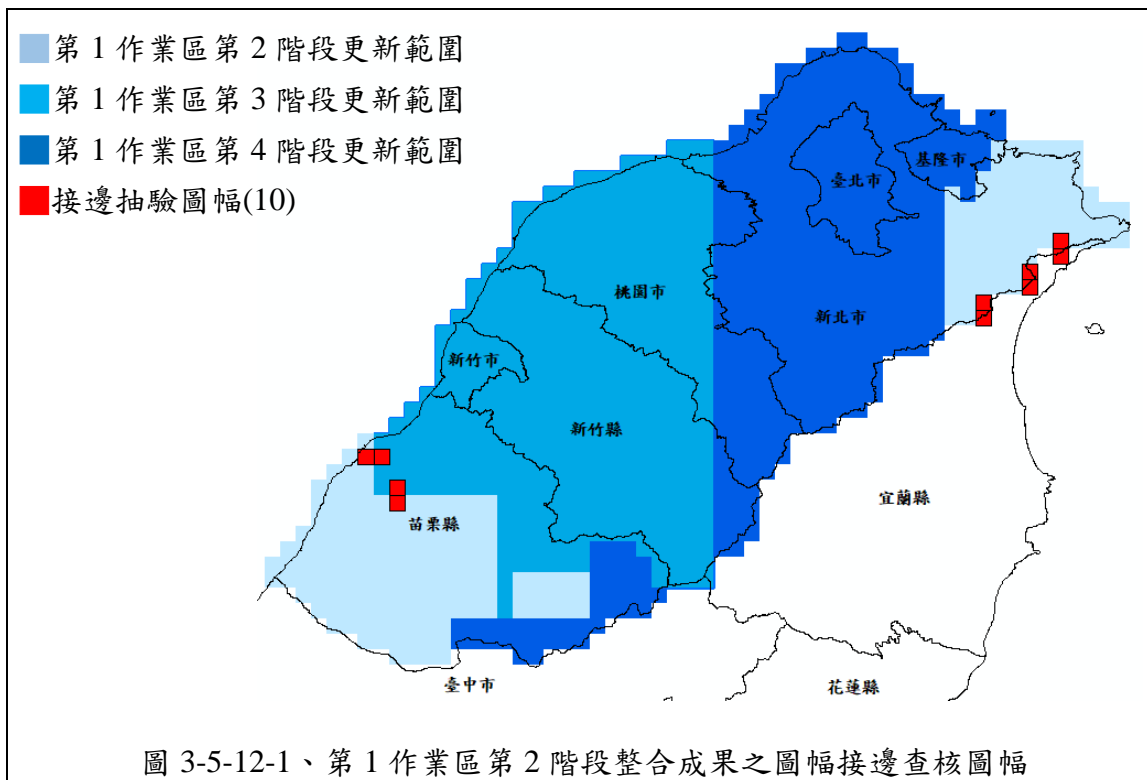 第 1 作業區第 2 階段更新範圍
第 1 作業區第 3 階段更新範圍
第 1 作業區第 4 階段更新範圍
接邊抽驗圖幅(10)
基隆市
臺北市
桃園市
新北市
新竹市
新竹縣
宜蘭縣
苗栗縣
臺中市
花蓮縣
圖 3-5-12-1、第 1 作業區第 2 階段整合成果之圖幅接邊查核圖幅